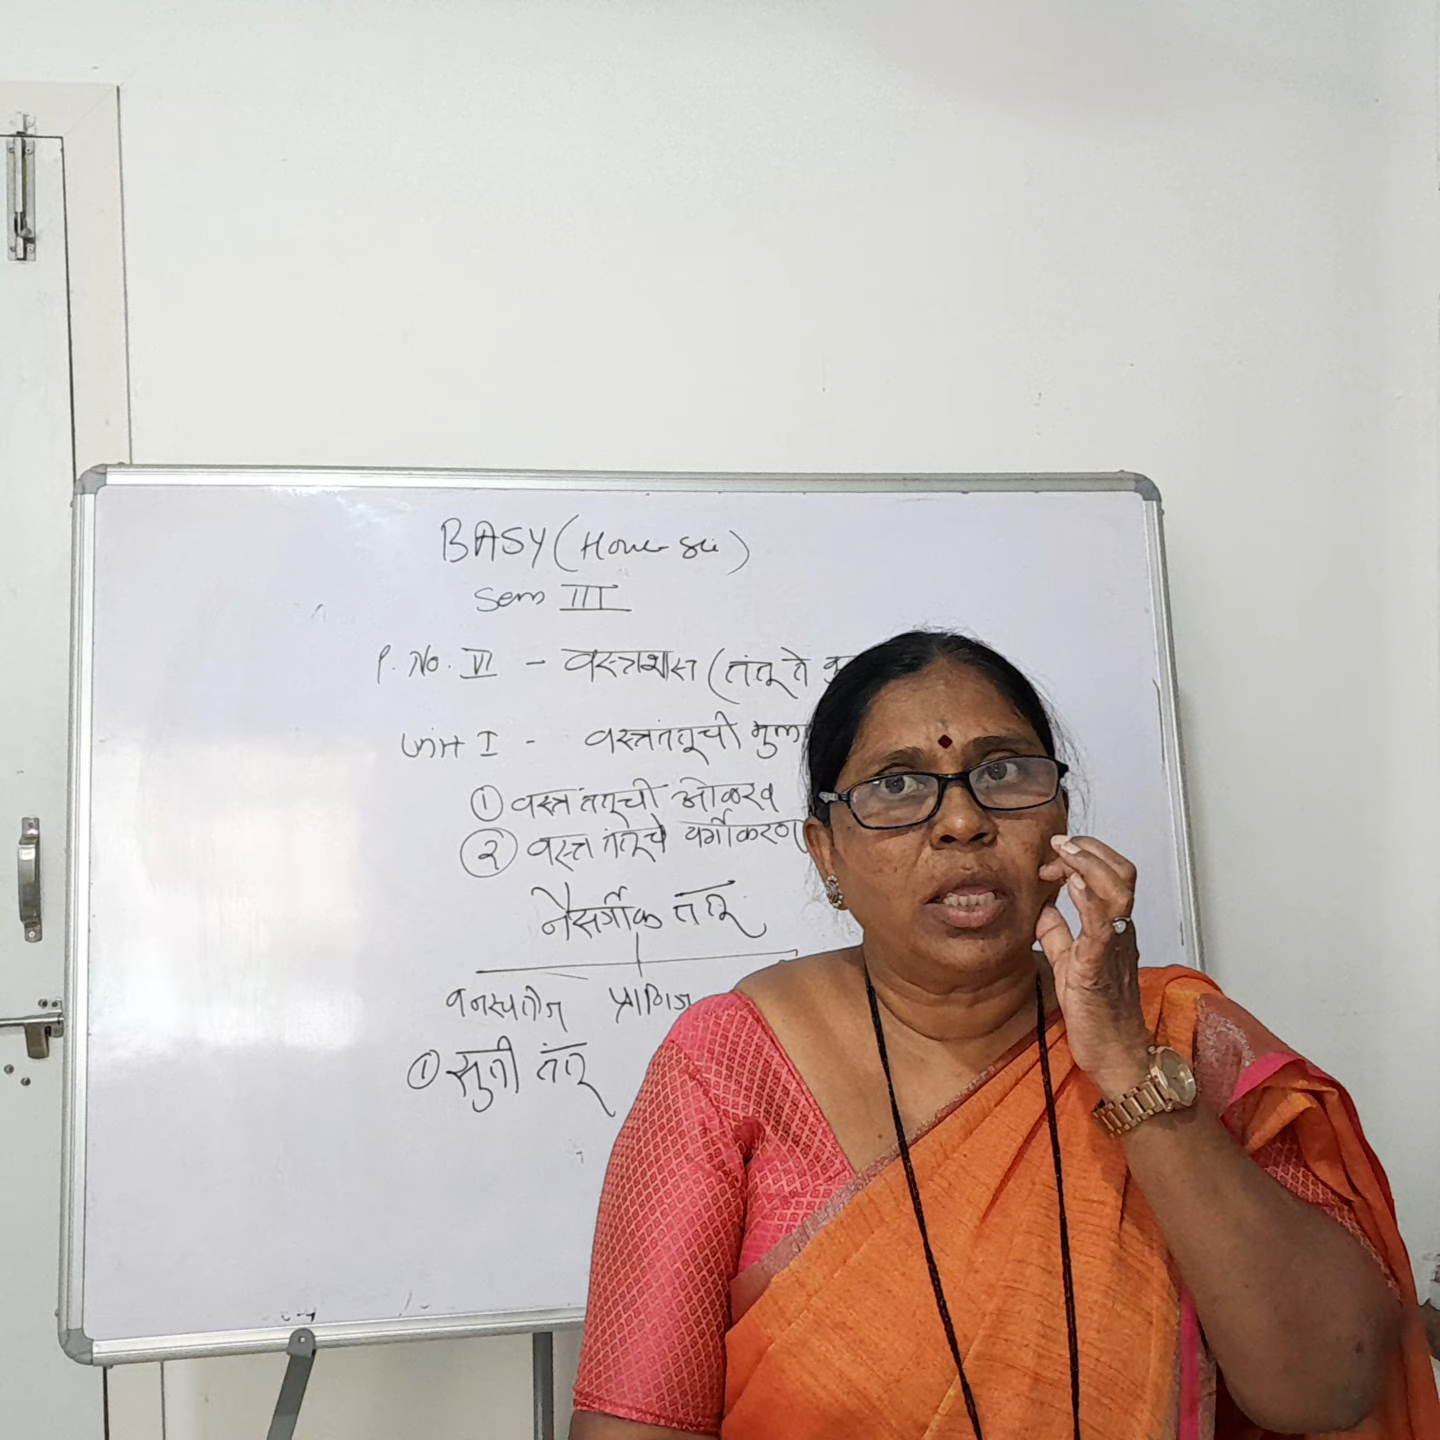 BASY (Home Sci)
Sem III
P. No. VI - वस्त्रशास्त्र (तंतू ते
Unit I - वस्त्रतंतूची
① वस्त्र तंतूची ओळख
② वस्त्र तंतूचे वर्गीकरण
नैसर्गीक तंतू
वनस्पतीज प्राणिज
① सुती तंतू